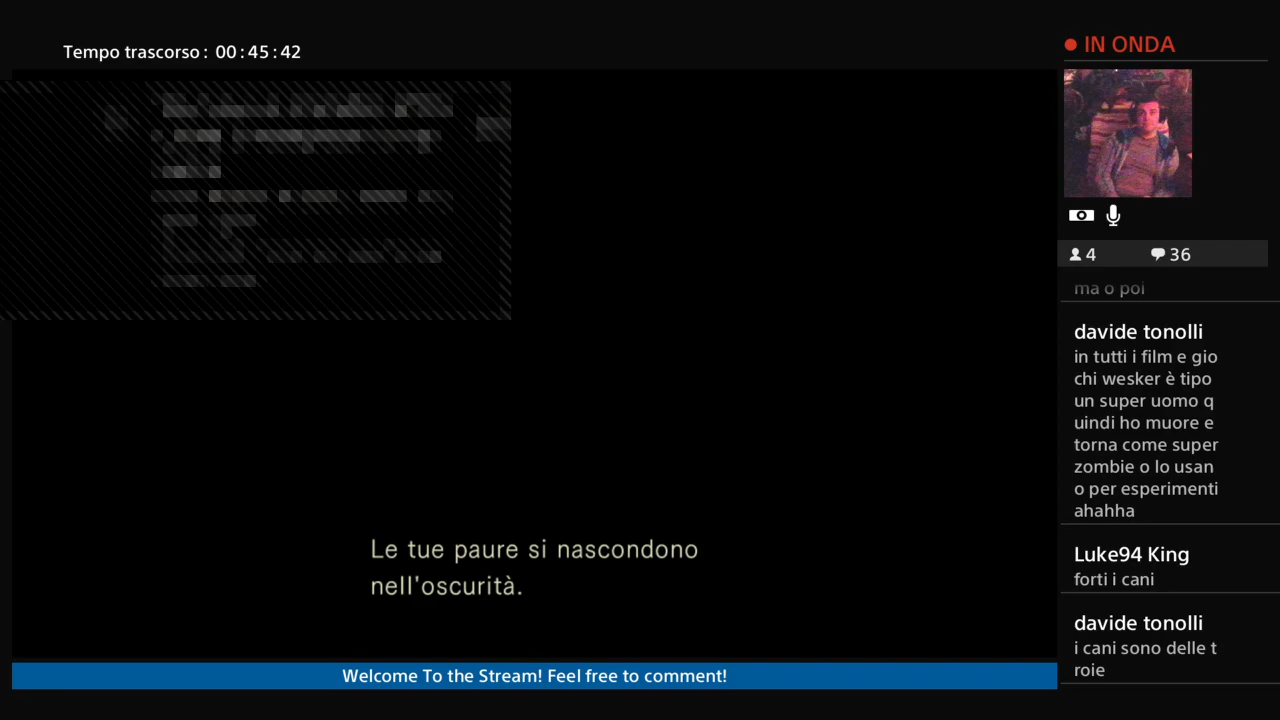 Tempo trascorso : 00:45:42
IN ONDA
4 36
ma o poi
davide tonolli
in tutti i film e gio
chi wesker è tipo
un super uomo q
uindi ho muore e
torna come super
zombie o lo usan
o per esperimenti
ahahha
Luke94 King
forti i cani
davide tonolli
i cani sono delle t
roie
Le tue paure si nascondono
nell'oscurità.
Welcome To the Stream! Feel free to comment!